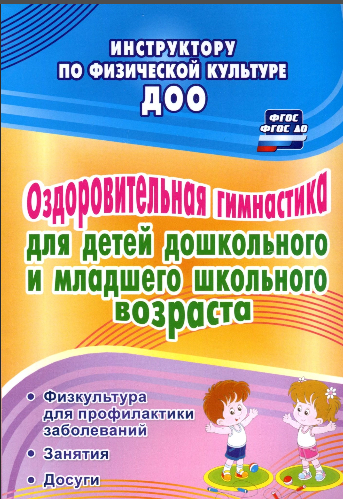 ИНСТРУКТОРУ
ПО ФИЗИЧЕСКОЙ КУЛЬТУРЕ
ДОО
ФГОС
ФГОС ДО
Оздоровительная гимнастика
для детей дошкольного
и младшего школьного
возраста
• Физкультура
для профилактики
заболеваний
• Занятия
• Досуги